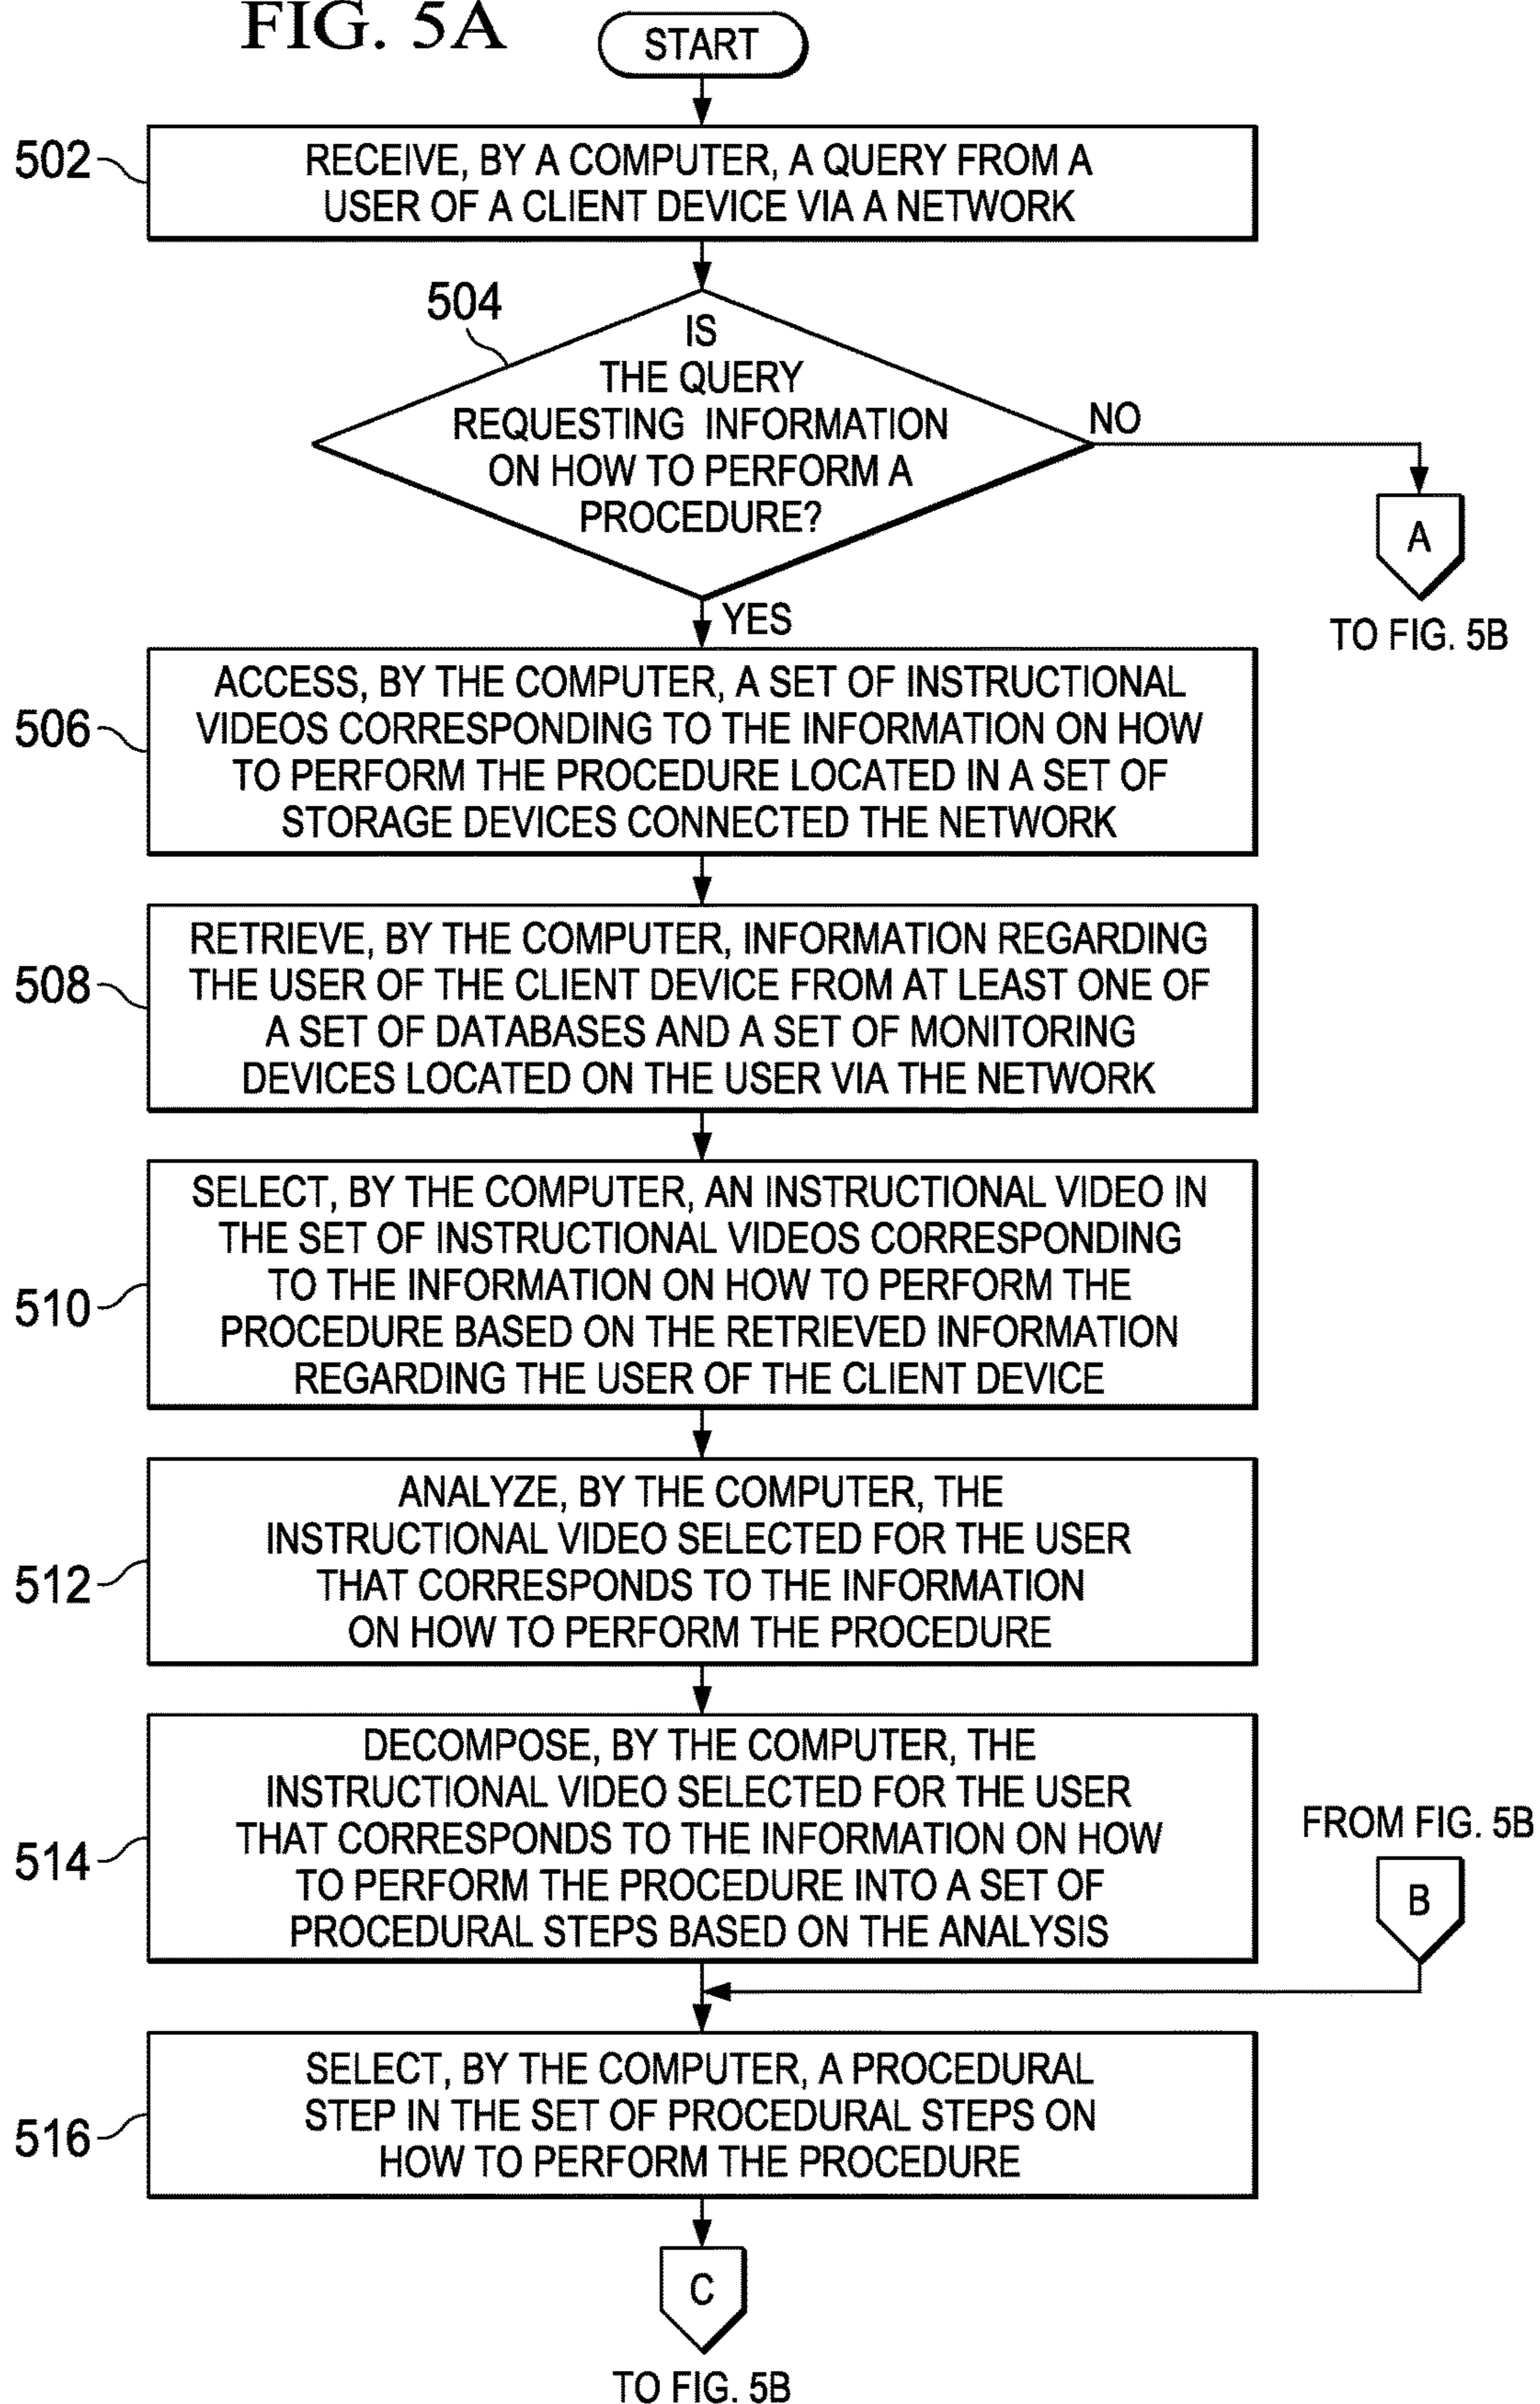 FIG. 5A
START
502
RECEIVE, BY A COMPUTER, A QUERY FROM A
USER OF A CLIENT DEVICE VIA A NETWORK
504
IS
THE QUERY
REQUESTING INFORMATION
ON HOW TO PERFORM A
PROCEDURE?
NO
A
TO FIG. 5B
YES
506
ACCESS, BY THE COMPUTER, A SET OF INSTRUCTIONAL
VIDEOS CORRESPONDING TO THE INFORMATION ON HOW
TO PERFORM THE PROCEDURE LOCATED IN A SET OF
STORAGE DEVICES CONNECTED THE NETWORK
508
RETRIEVE, BY THE COMPUTER, INFORMATION REGARDING
THE USER OF THE CLIENT DEVICE FROM AT LEAST ONE OF
A SET OF DATABASES AND A SET OF MONITORING
DEVICES LOCATED ON THE USER VIA THE NETWORK
510
SELECT, BY THE COMPUTER, AN INSTRUCTIONAL VIDEO IN
THE SET OF INSTRUCTIONAL VIDEOS CORRESPONDING
TO THE INFORMATION ON HOW TO PERFORM THE
PROCEDURE BASED ON THE RETRIEVED INFORMATION
REGARDING THE USER OF THE CLIENT DEVICE
512
ANALYZE, BY THE COMPUTER, THE
INSTRUCTIONAL VIDEO SELECTED FOR THE USER
THAT CORRESPONDS TO THE INFORMATION
ON HOW TO PERFORM THE PROCEDURE
514
DECOMPOSE, BY THE COMPUTER, THE
INSTRUCTIONAL VIDEO SELECTED FOR THE USER
THAT CORRESPONDS TO THE INFORMATION ON HOW
TO PERFORM THE PROCEDURE INTO A SET OF
PROCEDURAL STEPS BASED ON THE ANALYSIS
FROM FIG. 5B
B
516
SELECT, BY THE COMPUTER, A PROCEDURAL
STEP IN THE SET OF PROCEDURAL STEPS ON
HOW TO PERFORM THE PROCEDURE
C
TO FIG. 5B